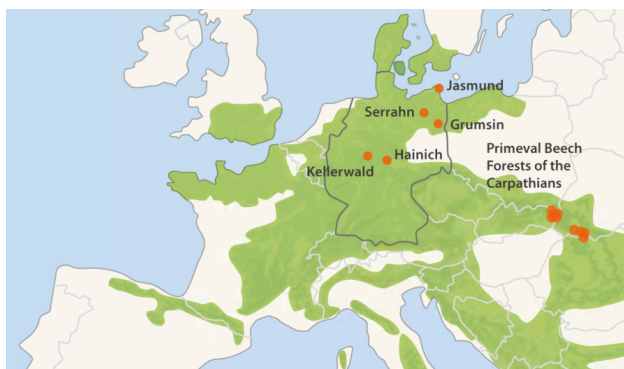 Jasmund
Serrahn
Grumsin
Primeval Beech
Forests of the
Carpathians
Hainich
Kellerwald